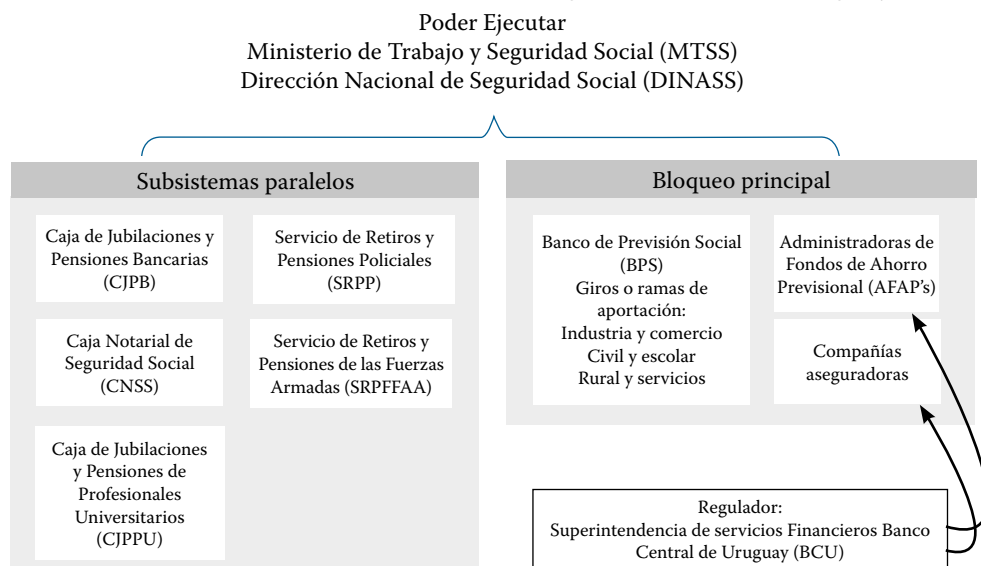 Poder Ejecutar
Ministerio de Trabajo y Seguridad Social (MTSS)
Dirección Nacional de Seguridad Social (DINASS)
Subsistemas paralelos
Caja de Jubilaciones y
Pensiones Bancarias
(CJPB)
Servicio de Retiros y
Pensiones Policiales
(SRPP)
Caja Notarial de
Seguridad Social
(CNSS)
Servicio de Retiros y
Pensiones de las Fuerzas
Armadas (SRPFFAA)
Caja de Jubilaciones
y Pensiones de
Profesionales
Universitarios
(CJPPU)
Bloqueo principal
Banco de Previsión Social
(BPS)
Giros o ramas de
aportación:
Industria y comercio
Civil y escolar
Rural y servicios
Administradoras de
Fondos de Ahorro
Previsional (AFAP's)
Compañías
aseguradoras
Regulador:
Superintendencia de servicios Financieros Banco
Central de Uruguay (BCU)